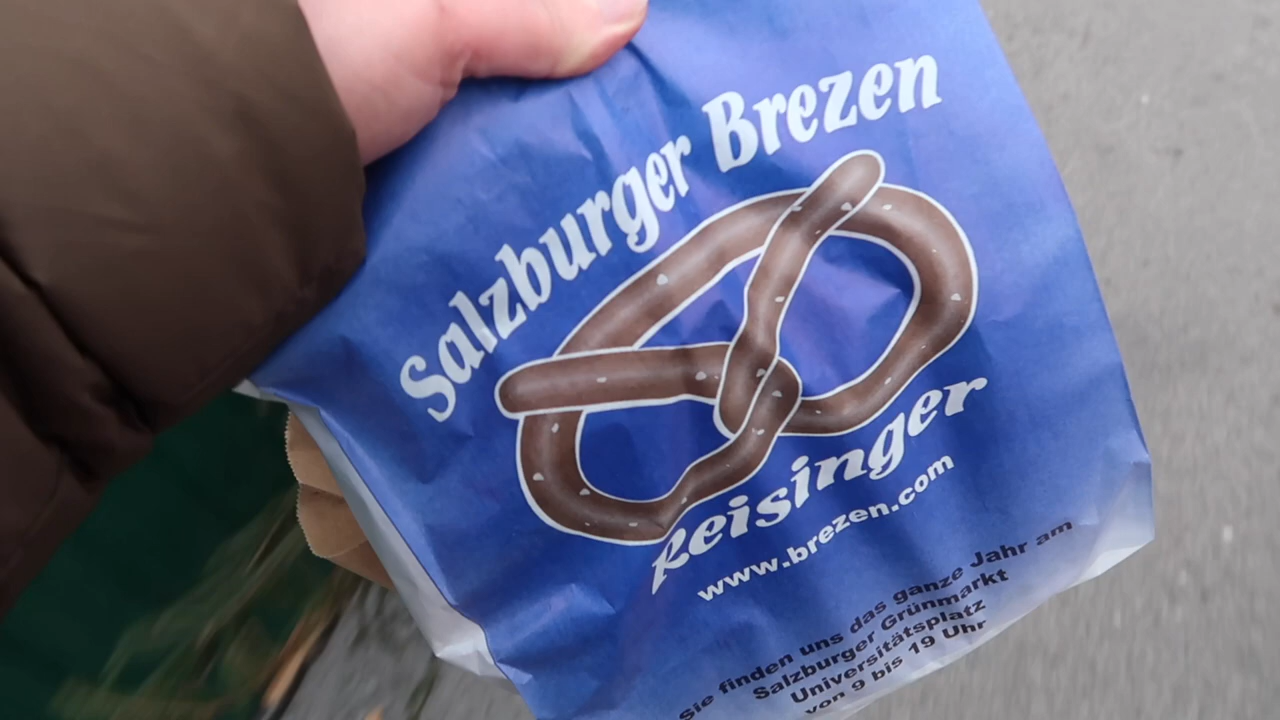 Salzburger Brezen
Reisinger
www.brezen.com
Sie finden uns das ganze Jahr am
Salzburger Grünmarkt
Universitätsplatz
von 9 bis 19 Uhr